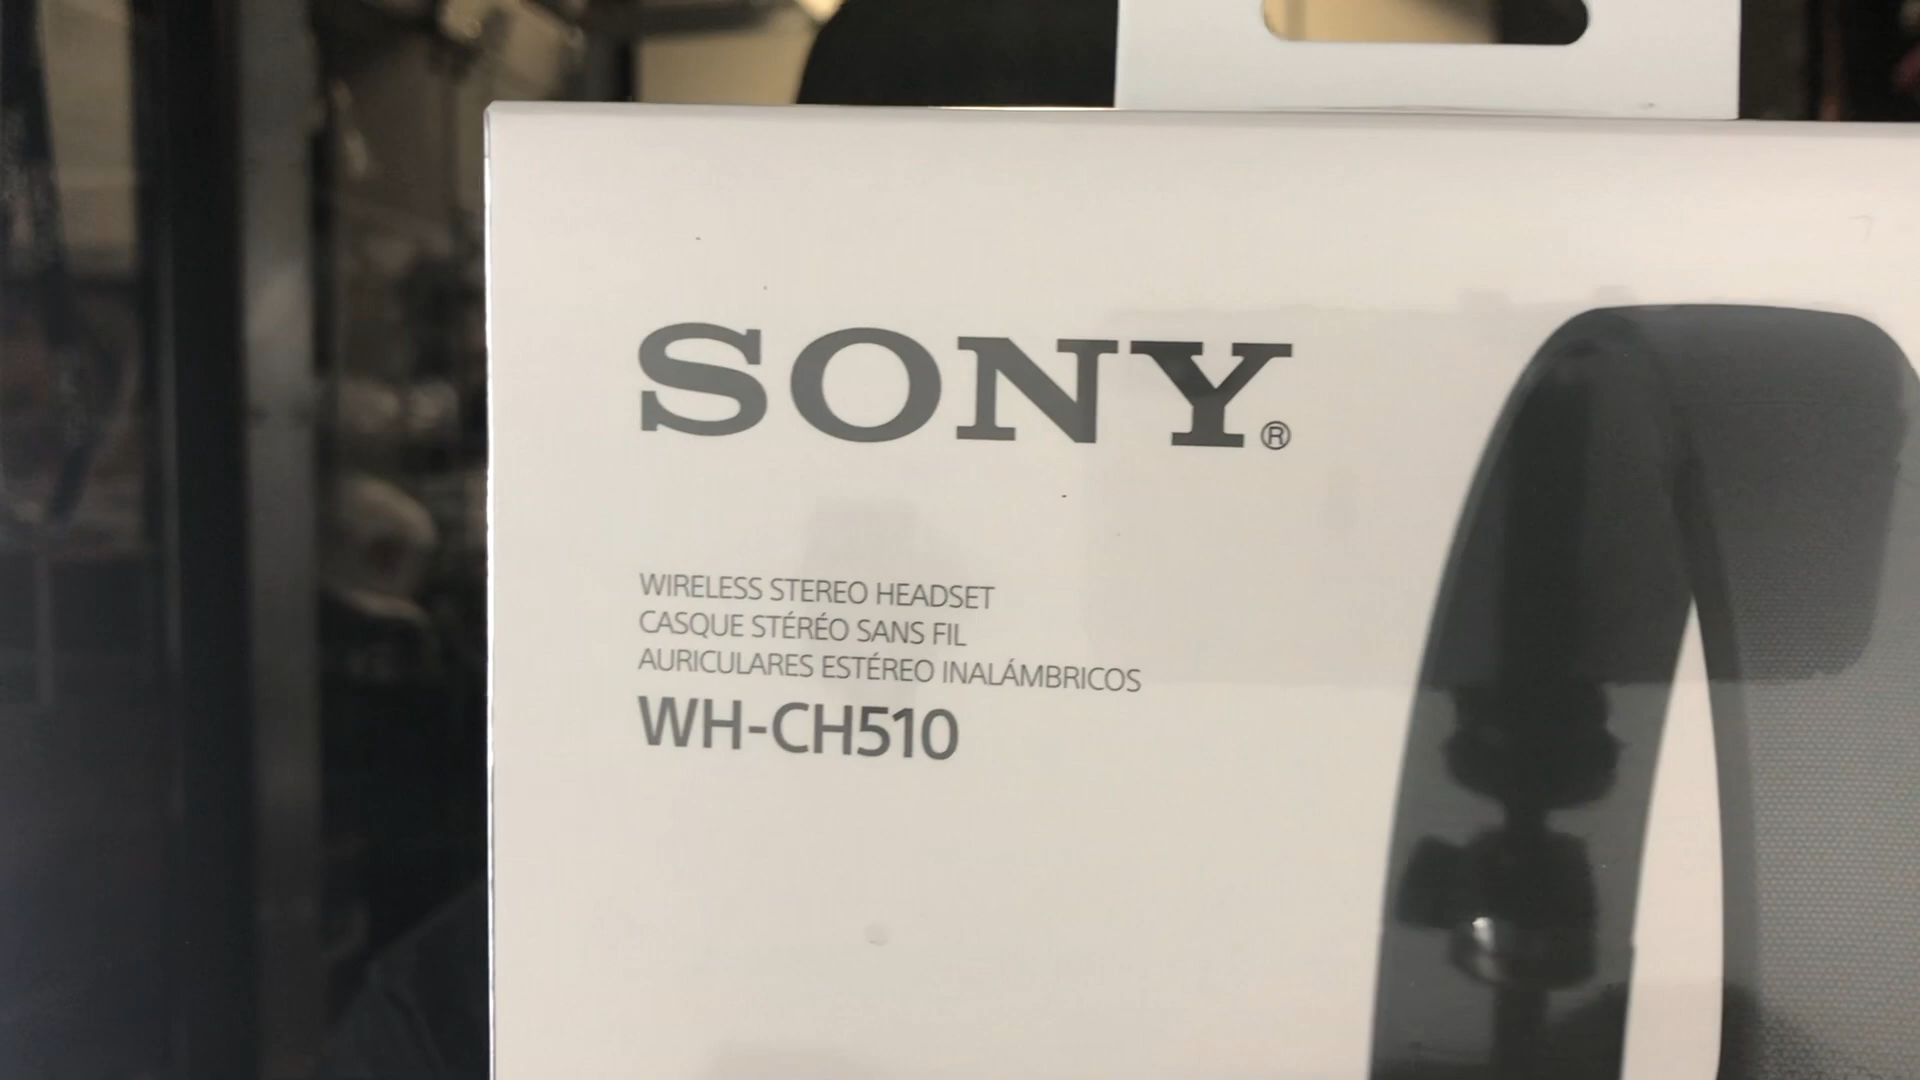 SONY®
WIRELESS STEREO HEADSET
CASQUE STÉRÉO SANS FIL
AURICULARES ESTÉREO INALÁMBRICOS
WH-CH510